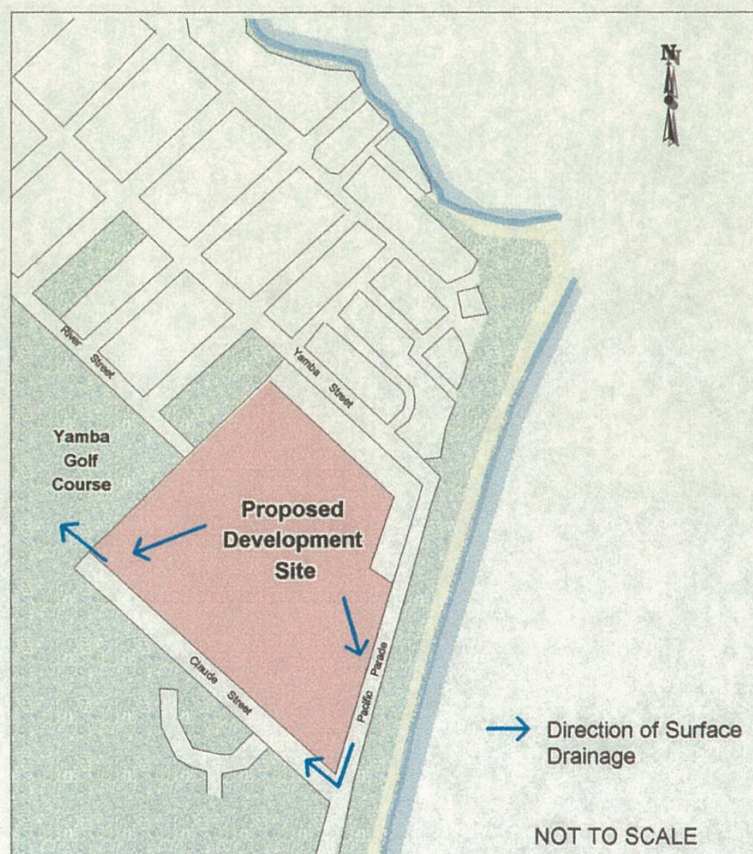 N
River Street
Yamba Street
Yamba
Golf
Course
Proposed
Development
Site
Claude Street
Pacific Parade
Direction of Surface
Drainage
NOT TO SCALE